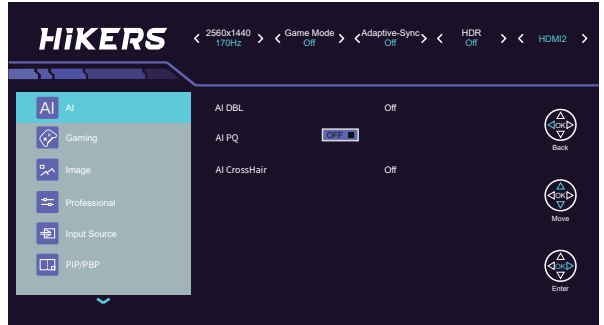 HiKERS
2560x1440
170Hz
Game Mode
Off
Adaptive-Sync
Off
HDR
Off
HDMI2
AI AI
Gaming
Image
Professional
Input Source
PIP/PBP
AI DBL Off
AI PQ OFF
AI CrossHair Off
OK
Back
OK
Move
OK
Enter